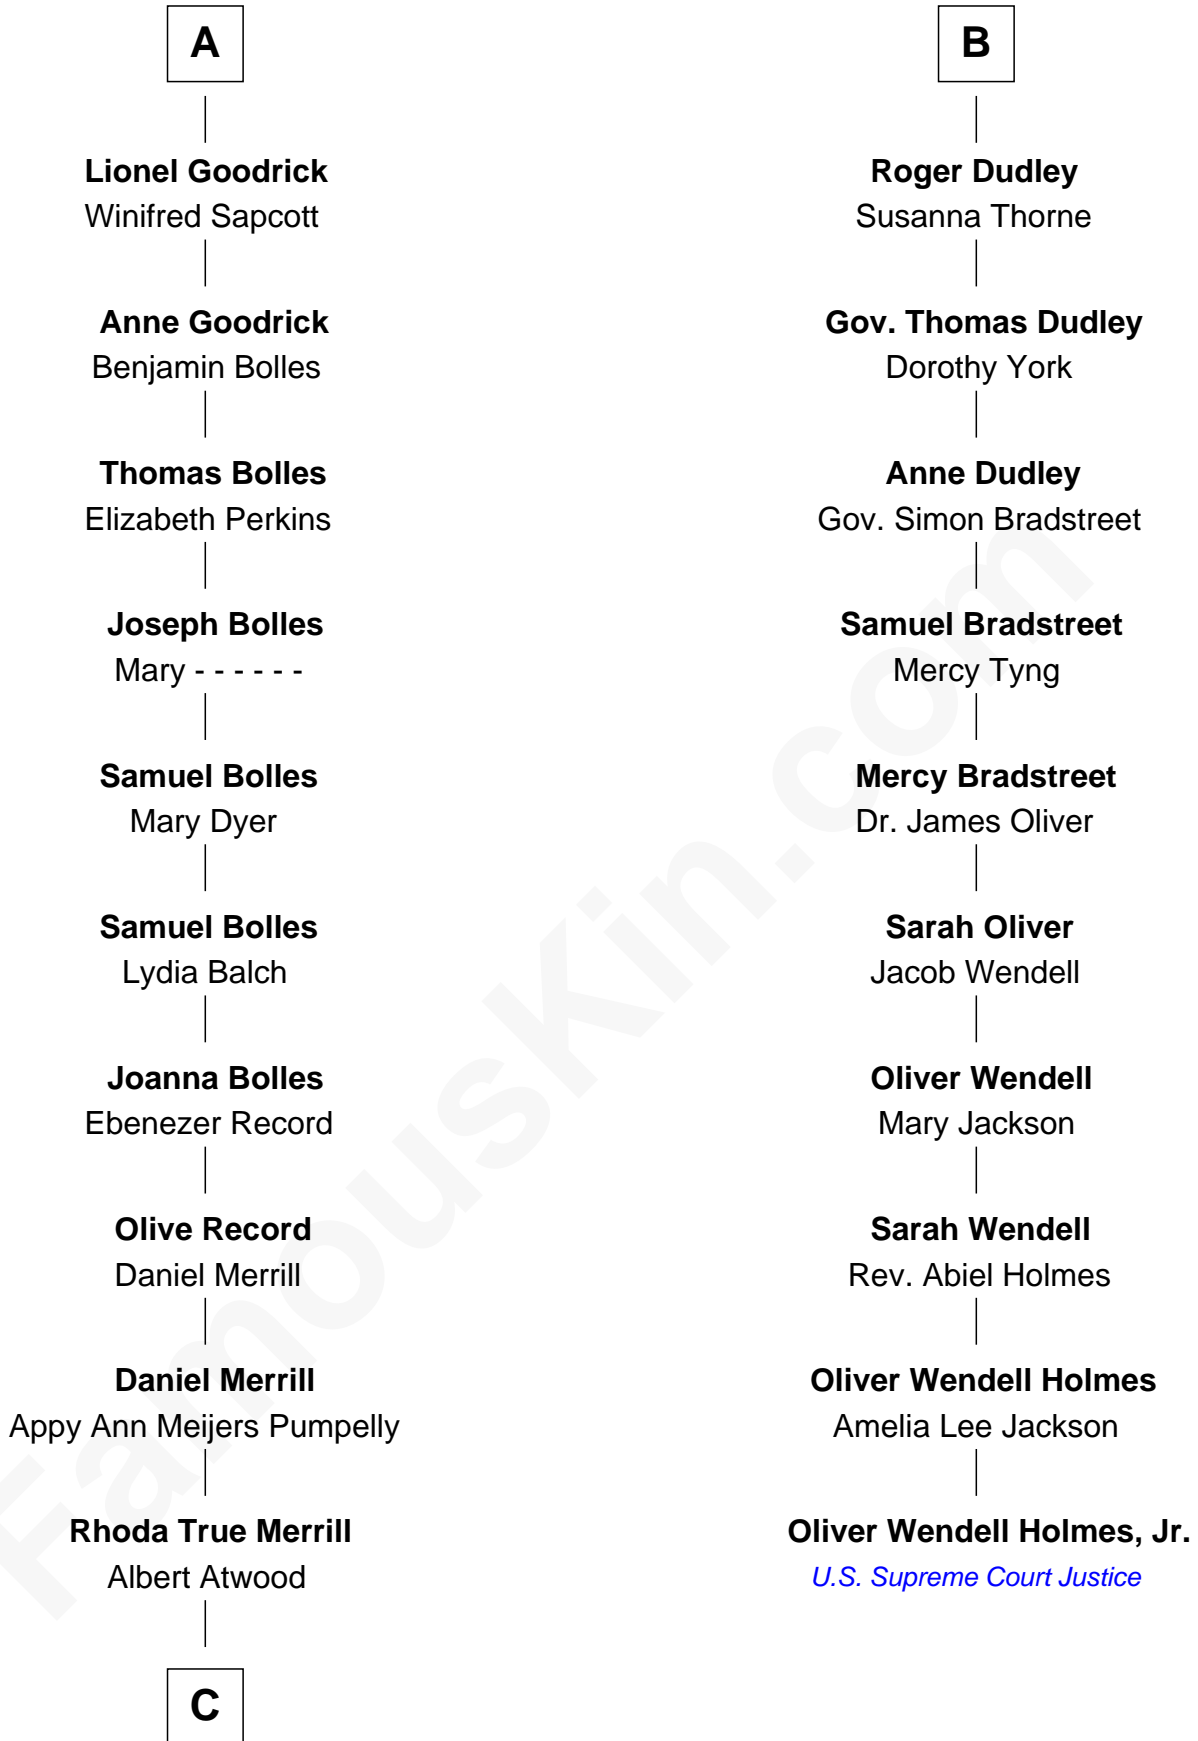 A
Lionel Goodrick
Winifred Sapcott
Anne Goodrick
Benjamin Bolles
Thomas Bolles
Elizabeth Perkins
Joseph Bolles
Mary - - - - - -
Samuel Bolles
Mary Dyer
Samuel Bolles
Lydia Balch
Joanna Bolles
Ebenezer Record
Olive Record
Daniel Merrill
Daniel Merrill
Appy Ann Meijers Pumpelly
Rhoda True Merrill
Albert Atwood
C
B
Roger Dudley
Susanna Thorne
Gov. Thomas Dudley
Dorothy York
Anne Dudley
Gov. Simon Bradstreet
Samuel Bradstreet
Mercy Tyng
Mercy Bradstreet
Dr. James Oliver
Sarah Oliver
Jacob Wendell
Oliver Wendell
Mary Jackson
Sarah Wendell
Rev. Abiel Holmes
Oliver Wendell Holmes
Amelia Lee Jackson
Oliver Wendell Holmes, Jr.
U.S. Supreme Court Justice
FamousKin.com